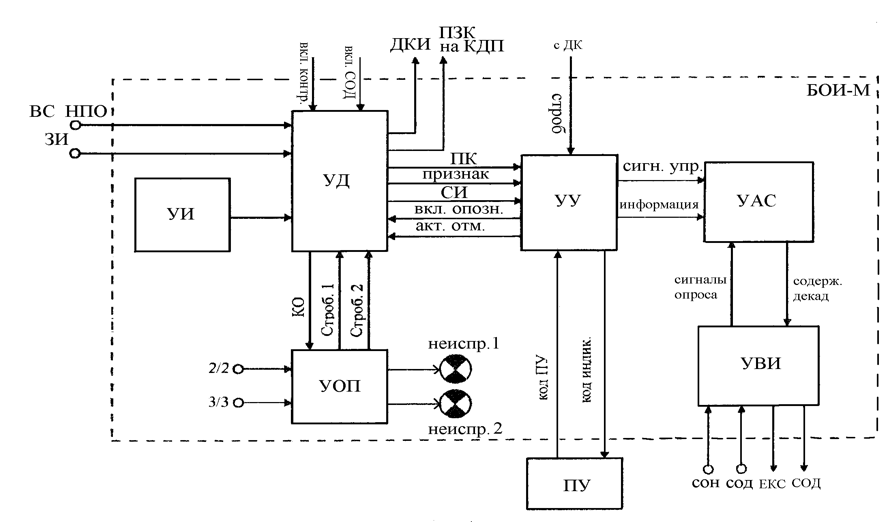 ДКИ
ПЗК
на КДП
с ДК
вкл. контр.
вкл. СОД
строб
БОИ-М
ВС НПО
ЗИ
УД
ПК
признак
СИ
вкл. опозн.
акт. отм.
УУ
сигн. упр.
информация
УАС
УИ
КО
Строб. 1
Строб. 2
сигналы
опроса
содерж.
декад
неиспр.1
2/2
3/3
УОП
неиспр. 2
код ПУ
код индик.
УВИ
ПУ
сон
сод
ЕКС
СОД